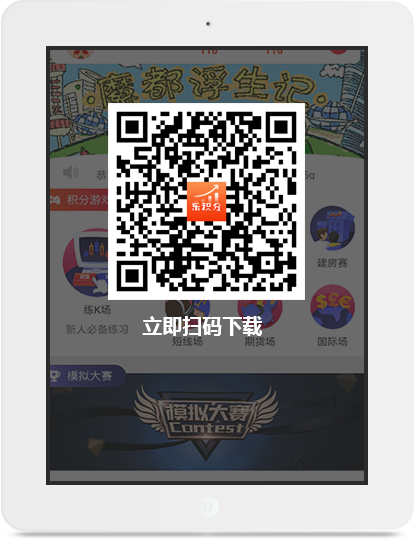 魔都浮生记
乐积分
积分游戏
建房赛
练K场
新人必备练习
立即扫码下载
短线场
期货场
国际场
模拟大赛
模拟大赛
Contest